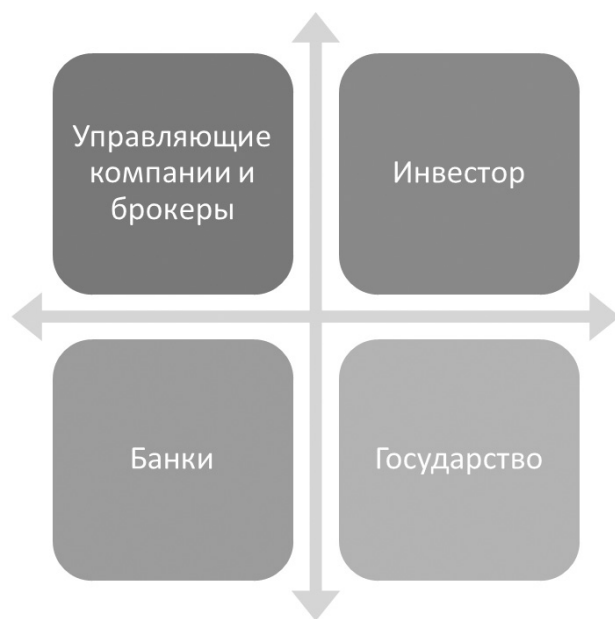 Управляющие
компании и
брокеры
Инвестор
Банки
Государство